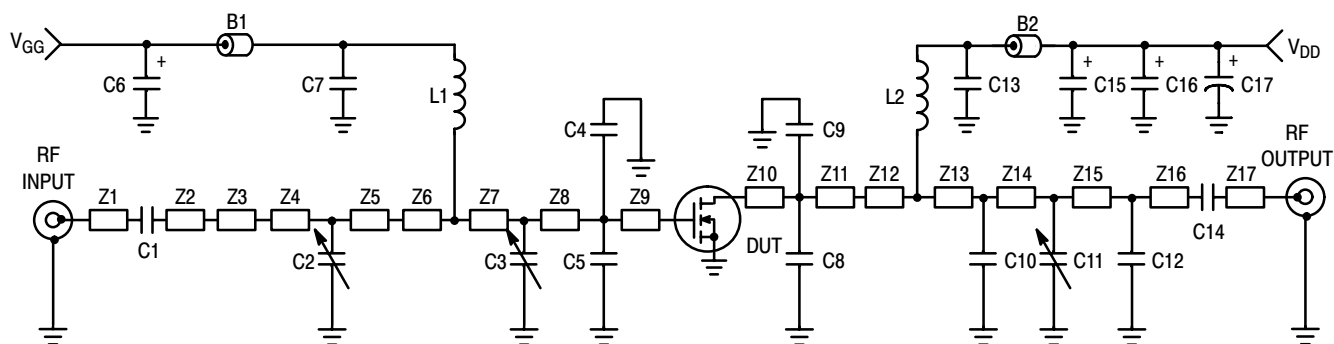 B1
B2
VGG
VDD
+
+
+
+
C6
C7
L1
L2
C13
C15
C16
C17
C4
C9
RF
INPUT
RF
OUTPUT
Z1
Z2
Z3
Z4
Z5
Z6
Z7
Z8
Z9
Z10
Z11
Z12
Z13
Z14
Z15
Z16
Z17
C1
C2
C3
C5
DUT
C8
C10
C11
C12
C14